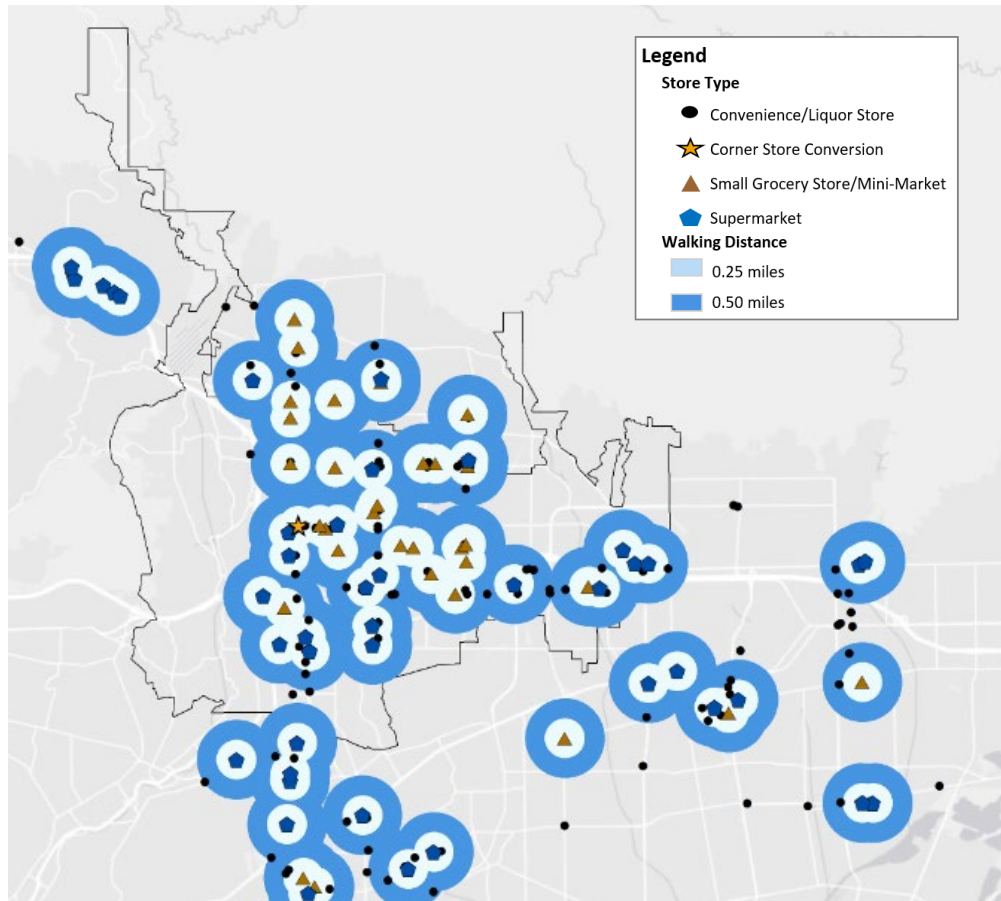 Legend
Store Type
Convenience/Liquor Store
Corner Store Conversion
Small Grocery Store/Mini-Market
Supermarket
Walking Distance
0.25 miles
0.50 miles